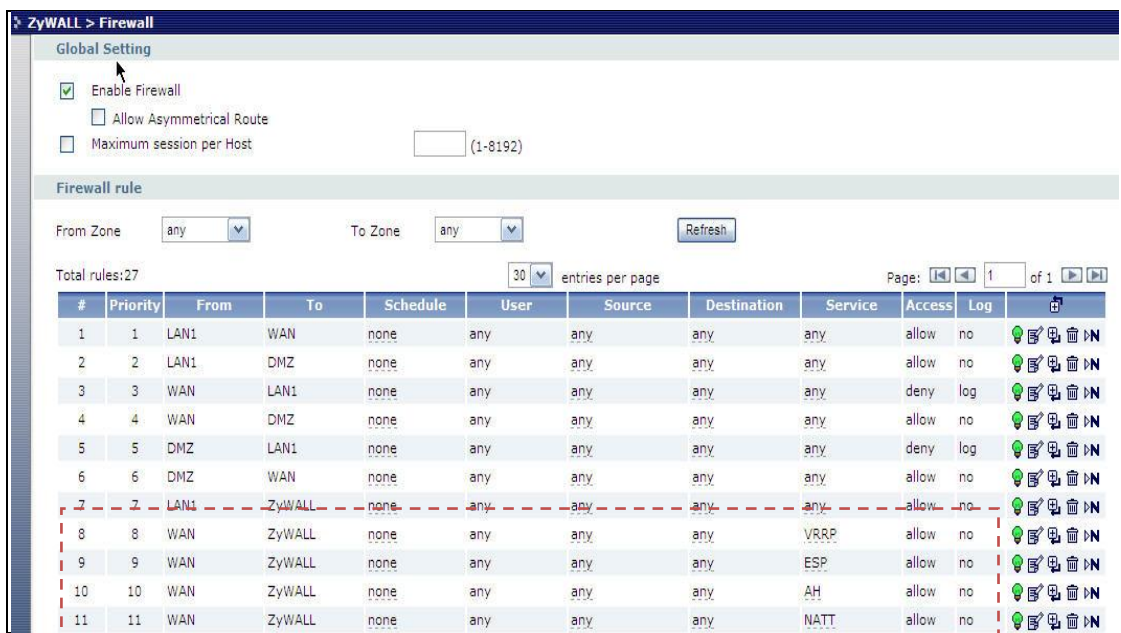 ZyWALL > Firewall
Global Setting
Enable Firewall
Allow Asymmetrical Route
Maximum session per Host (1-8192)
Firewall rule
From Zone any To Zone any Refresh
Total rules:27 30 entries per page Page: 1 of 1
# Priority From To Schedule User Source Destination Service Access Log
1 1 LAN1 WAN none any any any any allow no N
2 2 LAN1 DMZ none any any any any allow no N
3 3 WAN LAN1 none any any any any deny log N
4 4 WAN DMZ none any any any any allow no N
5 5 DMZ LAN1 none any any any any deny log N
6 6 DMZ WAN none any any any any allow no N
7 7 LAN1 ZyWALL none any any any any allow no N
8 8 WAN ZyWALL none any any any VRRP allow no N
9 9 WAN ZyWALL none any any any ESP allow no N
10 10 WAN ZyWALL none any any any AH allow no N
11 11 WAN ZyWALL none any any any NATT allow no N